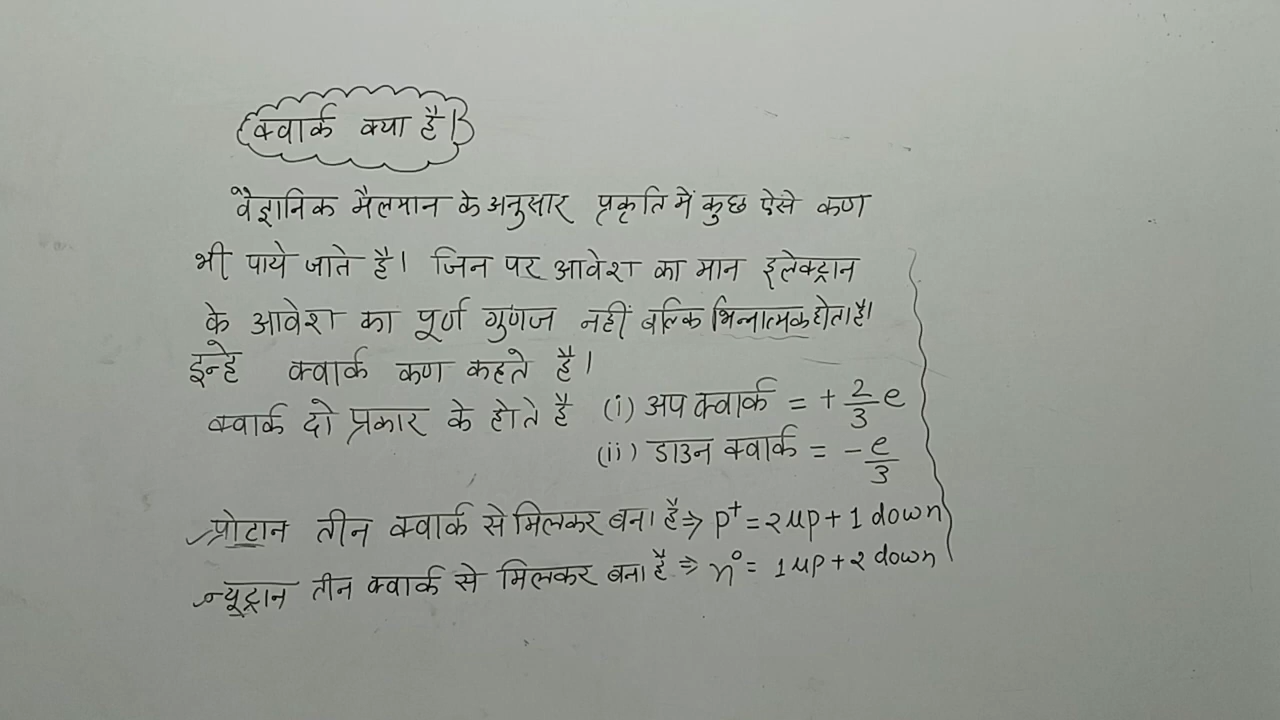 क्वार्क क्या है।
वैज्ञानिक मैलमान के अनुसार प्रकृति में कुछ ऐसे कण
भी पाये जाते है। जिन पर आवेश का मान इलेक्ट्रान
के आवेश का पूर्ण गुणज नहीं बल्कि भिन्नात्मक होता है।
इन्हे क्वार्क कण कहते है।
क्वार्क दो प्रकार के होते है (i) अप क्वार्क = + 2/3 e
(ii) डाउन क्वार्क = - e/3
प्रोटान तीन क्वार्क से मिलकर बना है ⇒ P⁺ = 2 up + 1 down
न्यूट्रान तीन क्वार्क से मिलकर बना है ⇒ n⁰ = 1 up + 2 down